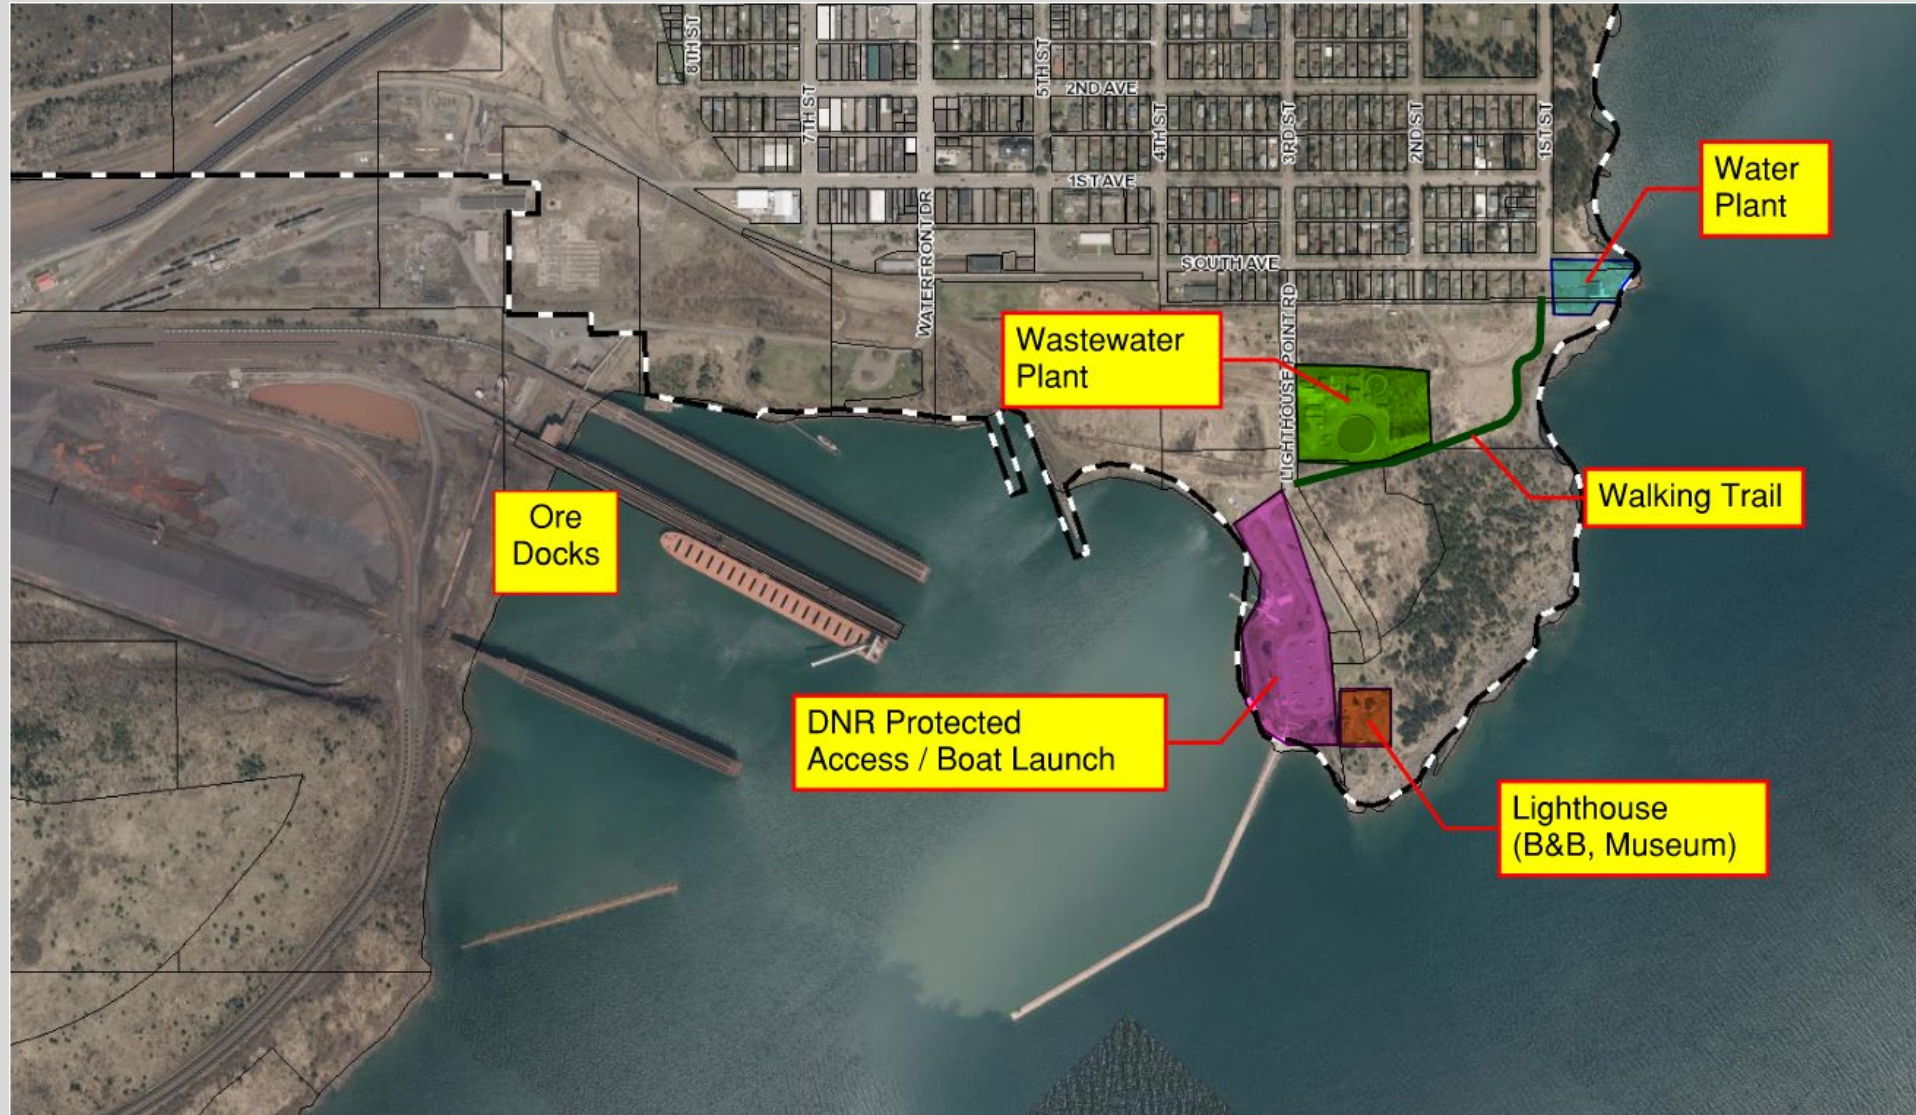 8TH ST
7TH ST
5TH ST
2ND AVE
4TH ST
3RD ST
2ND ST
1ST ST
1ST AVE
WATERFRONT DR
SOUTH AVE
LIGHTHOUSE POINT RD
Water
Plant
Wastewater
Plant
Walking Trail
Ore
Docks
DNR Protected
Access / Boat Launch
Lighthouse
(B&B, Museum)